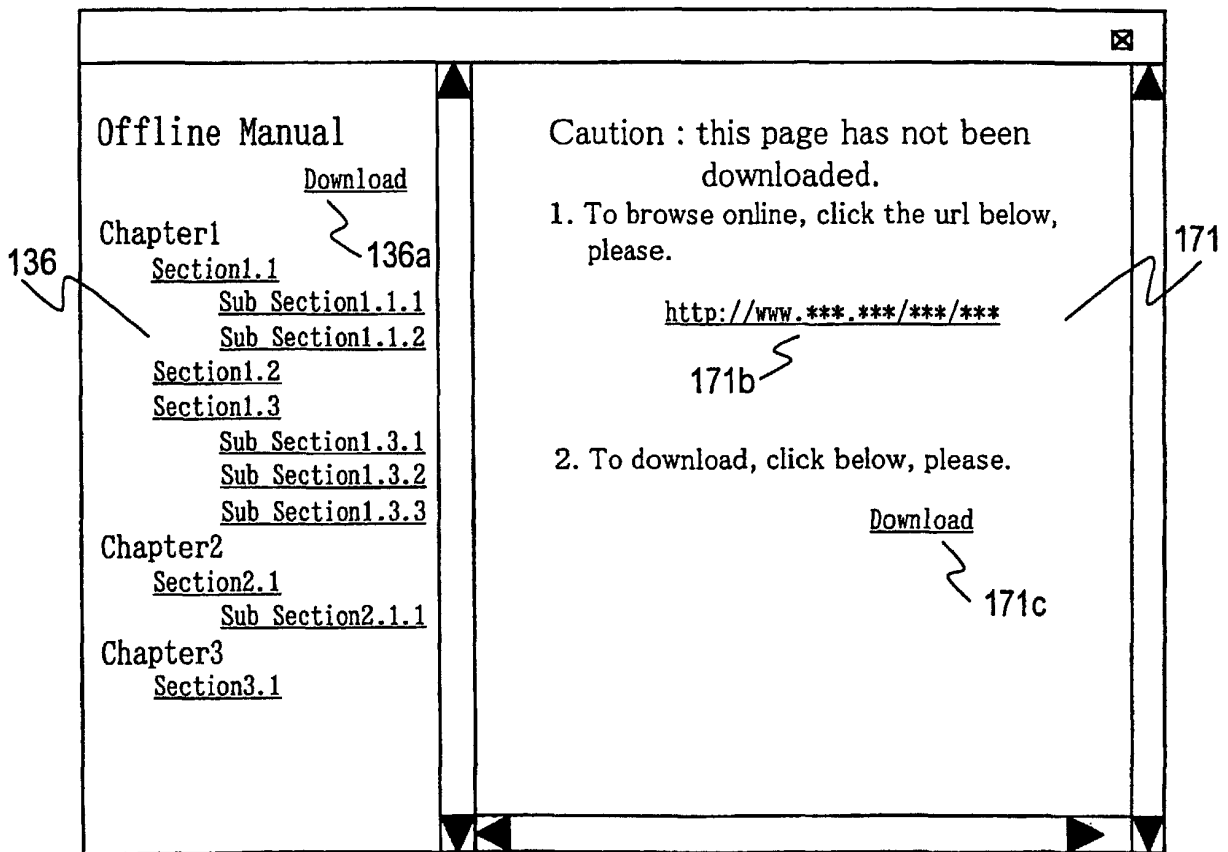 Offline Manual
Download
136a
Chapter1
136
Section1.1
Sub Section1.1.1
Sub Section1.1.2
Section1.2
Section1.3
Sub Section1.3.1
Sub Section1.3.2
Sub Section1.3.3
Chapter2
Section2.1
Sub Section2.1.1
Chapter3
Section3.1
Caution : this page has not been
downloaded.
1. To browse online, click the url below,
please.
171
http://www.***.***/***/***
171b
2. To download, click below, please.
Download
171c